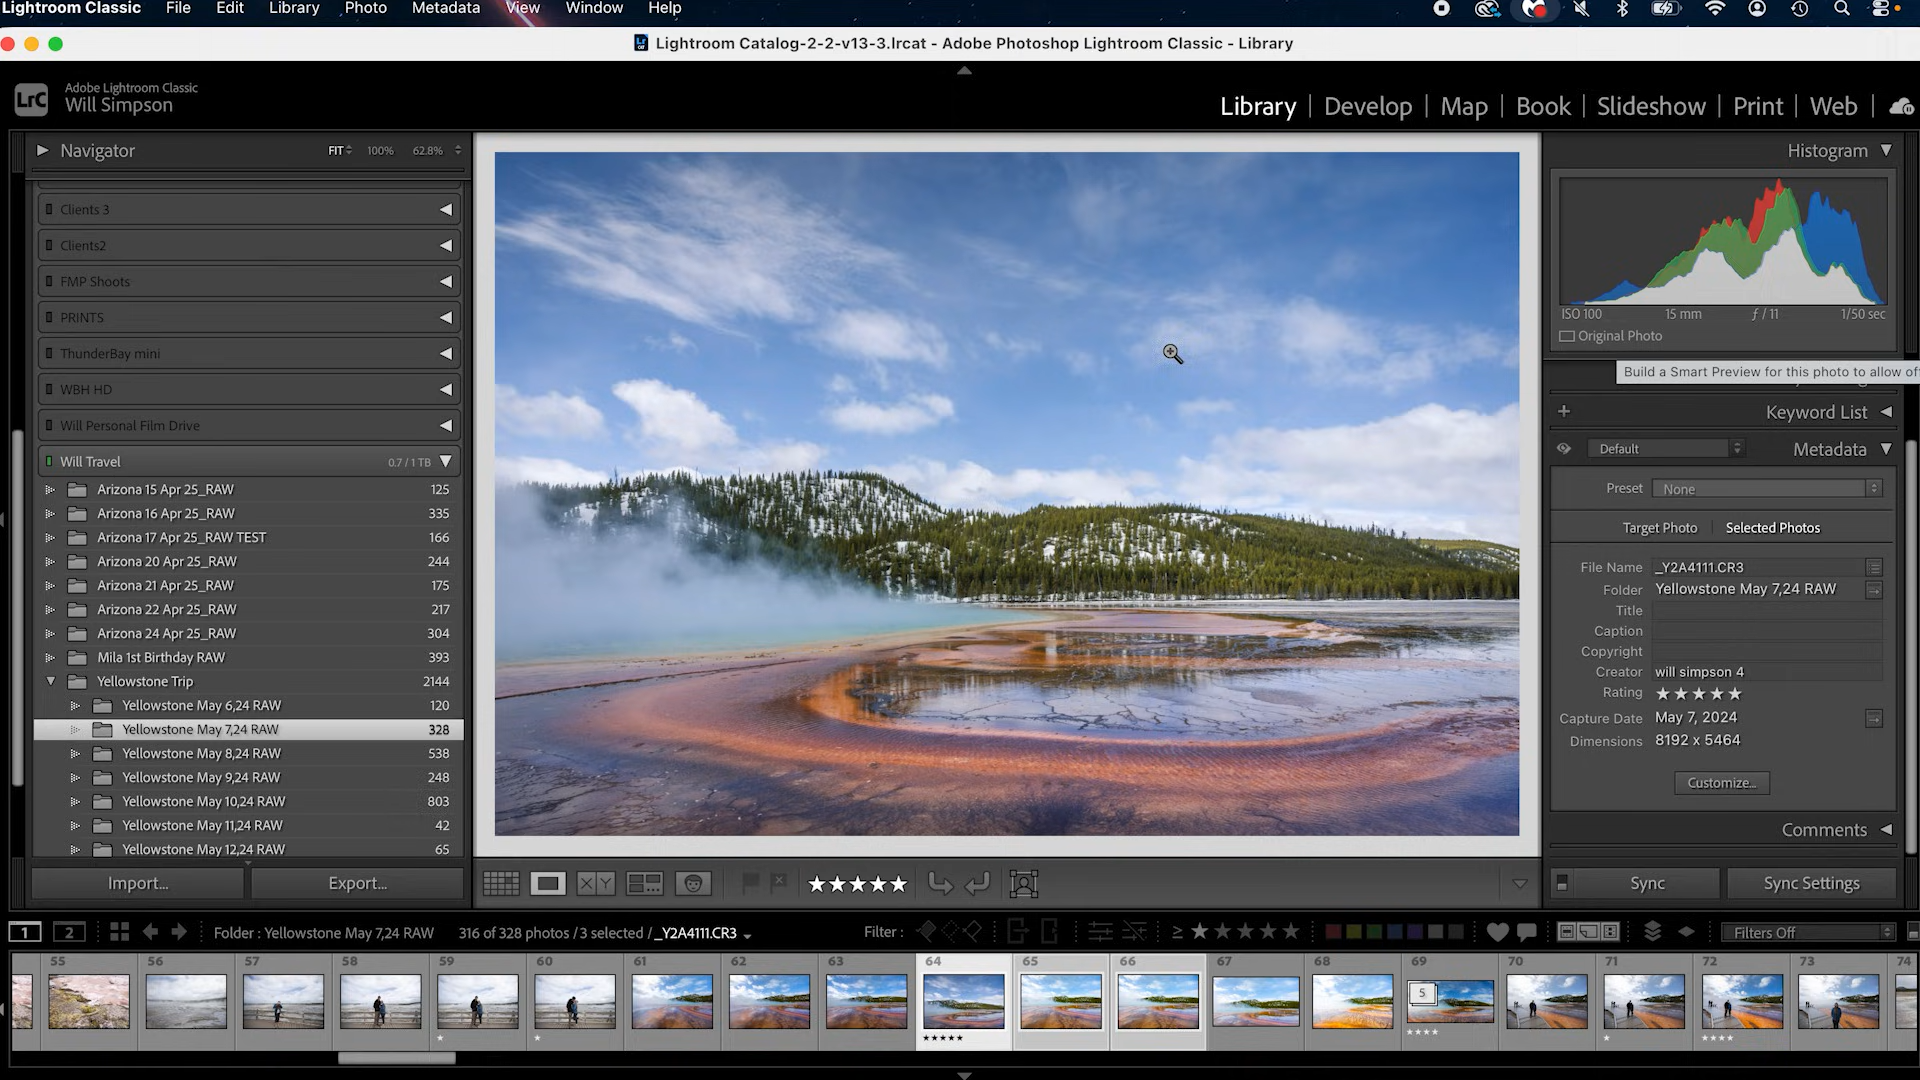 Lightroom Classic File Edit Library Photo Metadata View Window Help
Lightroom Catalog-2-2-v13-3.lrcat - Adobe Photoshop Lightroom Classic - Library
LrC
Adobe Lightroom Classic
Will Simpson
Library | Develop | Map | Book | Slideshow | Print | Web |
Navigator FIT 100% 62.8%
Clients 3
Clients2
FMP Shoots
PRINTS
ThunderBay mini
WBH HD
Will Personal Film Drive
Will Travel 0.7 / 1 TB
Arizona 15 Apr 25_RAW 125
Arizona 16 Apr 25_RAW 335
Arizona 17 Apr 25_RAW TEST 166
Arizona 20 Apr 25_RAW 244
Arizona 21 Apr 25_RAW 175
Arizona 22 Apr 25_RAW 217
Arizona 24 Apr 25_RAW 304
Mila 1st Birthday RAW 393
Yellowstone Trip 2144
Yellowstone May 6,24 RAW 120
Yellowstone May 7,24 RAW 328
Yellowstone May 8,24 RAW 538
Yellowstone May 9,24 RAW 248
Yellowstone May 10,24 RAW 803
Yellowstone May 11,24 RAW 42
Yellowstone May 12,24 RAW 65
Import... Export...
Histogram
ISO 100 15 mm ƒ / 11 1/50 sec
Original Photo
Build a Smart Preview for this photo to allow of
Keyword List
Default Metadata
Preset None
Target Photo Selected Photos
File Name _Y2A4111.CR3
Folder Yellowstone May 7,24 RAW
Title
Caption
Copyright
Creator will simpson 4
Rating ★★★★★
Capture Date May 7, 2024
Dimensions 8192 x 5464
Customize...
Comments
X Y ★★★★★
Sync Sync Settings
1 2 Folder : Yellowstone May 7,24 RAW 316 of 328 photos / 3 selected / _Y2A4111.CR3 Filter : ≥ ★★★★★ Filters Off
55 56 57 58 59 60 61 62 63 64 65 66 67 68 69 70 71 72 73 74
5